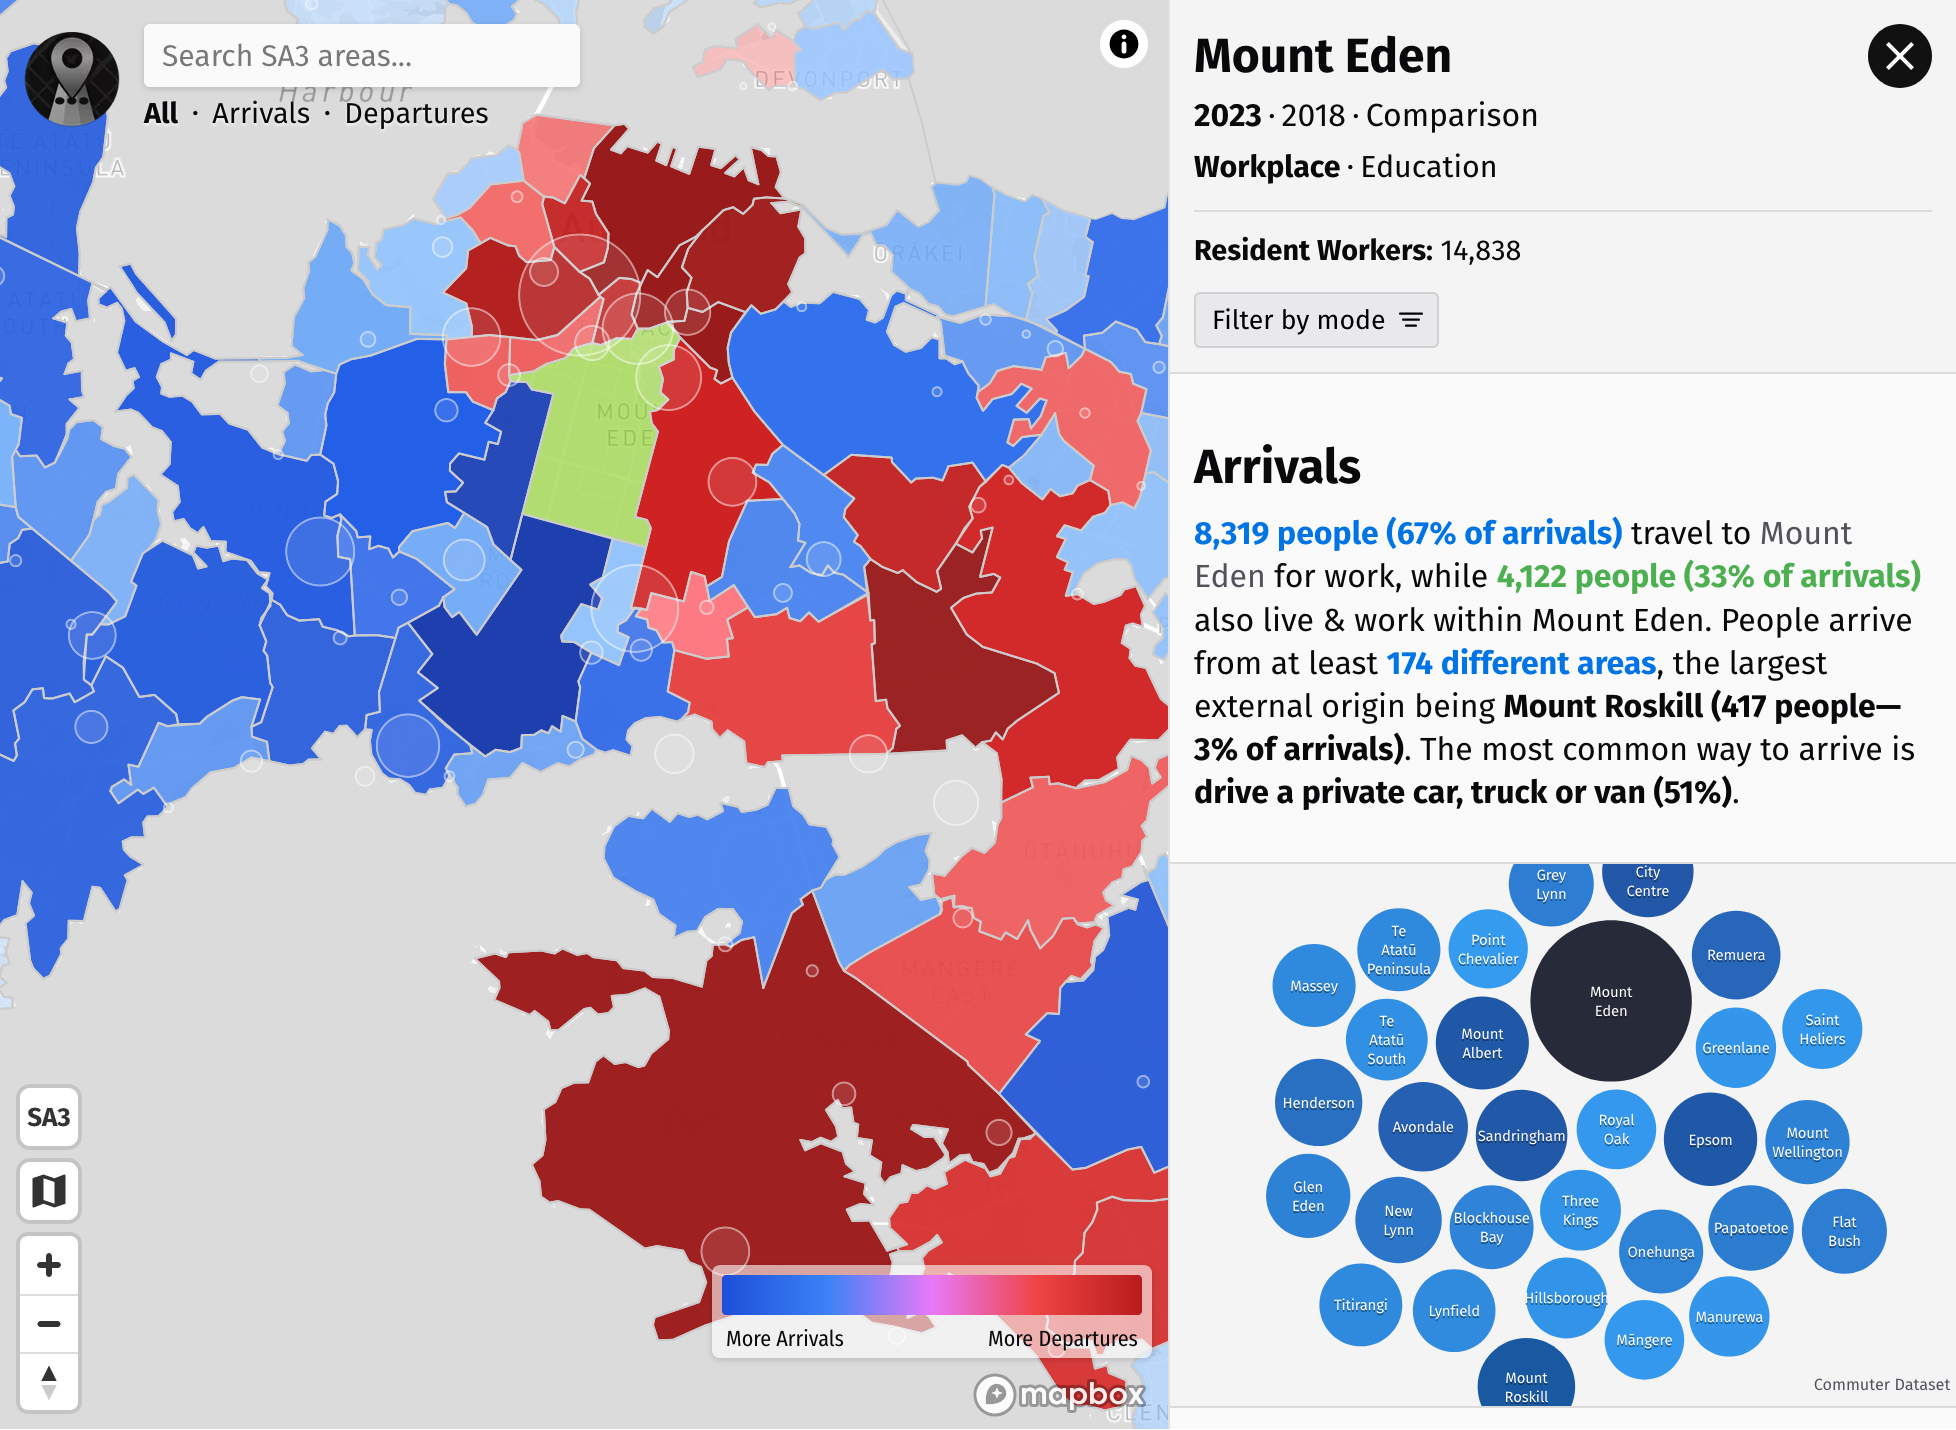 Search SA3 areas...
Harbour
All · Arrivals · Departures
TE ATATŪ
PENINSULA
DEVONPORT
ŌRĀKEI
MOU
EDE
ŌTĀHUHU
MĀNGERE
EAST
SA3
More Arrivals
More Departures
mapbox
Mount Eden
2023 · 2018 · Comparison
Workplace · Education
Resident Workers: 14,838
Filter by mode
Arrivals
8,319 people (67% of arrivals) travel to Mount
Eden for work, while 4,122 people (33% of arrivals)
also live & work within Mount Eden. People arrive
from at least 174 different areas, the largest
external origin being Mount Roskill (417 people—
3% of arrivals). The most common way to arrive is
drive a private car, truck or van (51%).
Grey
Lynn
City
Centre
Te
Atatū
Peninsula
Point
Chevalier
Remuera
Massey
Mount
Eden
Te
Atatū
South
Mount
Albert
Greenlane
Saint
Heliers
Henderson
Avondale
Sandringham
Royal
Oak
Epsom
Mount
Wellington
Glen
Eden
New
Lynn
Blockhouse
Bay
Three
Kings
Onehunga
Papatoetoe
Flat
Bush
Titirangi
Lynfield
Hillsborough
Māngere
Manurewa
Mount
Roskill
Commuter Dataset